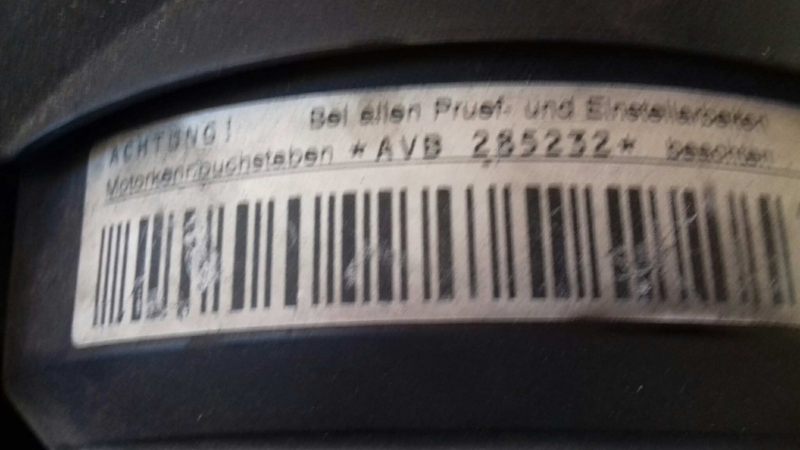 ACHTUNG! Bei allen Pruef- und Einstellarbeiten
Motorkennbuchstaben *AVB 285232* beachten